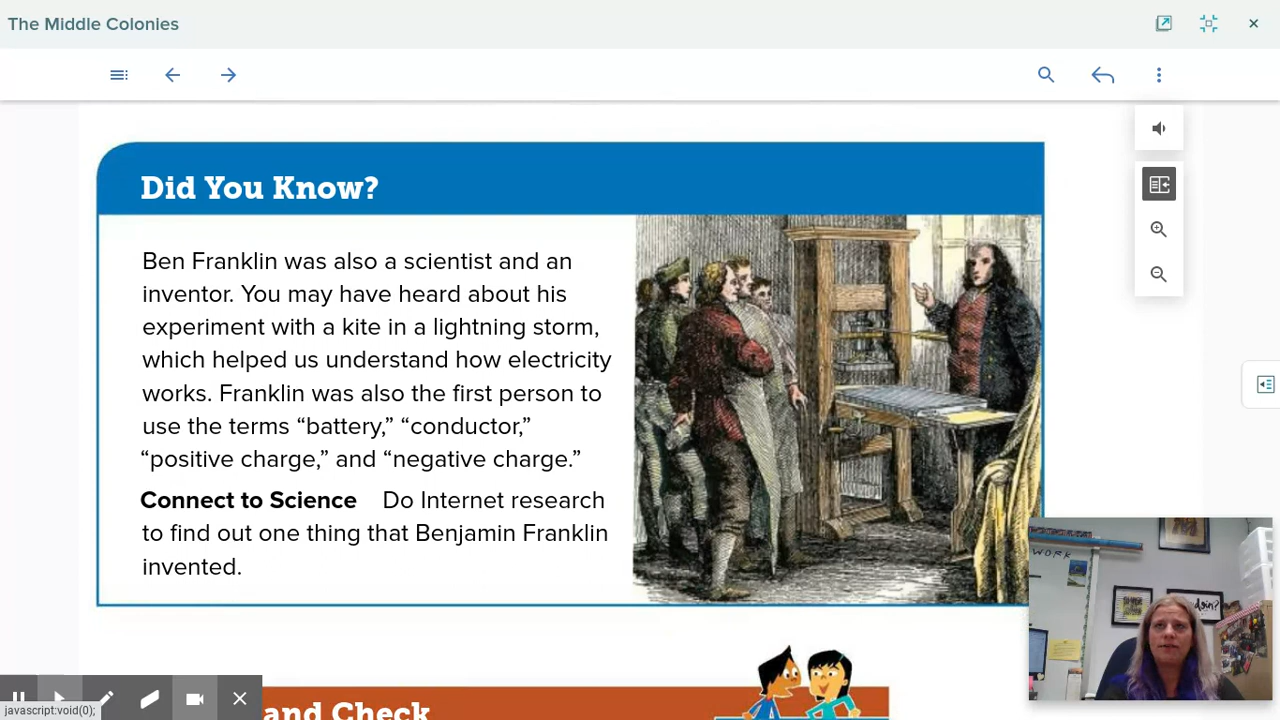 The Middle Colonies
Did You Know?
Ben Franklin was also a scientist and an
inventor. You may have heard about his
experiment with a kite in a lightning storm,
which helped us understand how electricity
works. Franklin was also the first person to
use the terms “battery,” “conductor,”
“positive charge,” and “negative charge.”
Connect to Science Do Internet research
to find out one thing that Benjamin Franklin
invented.
and Check
javascript:void(0);
WORK